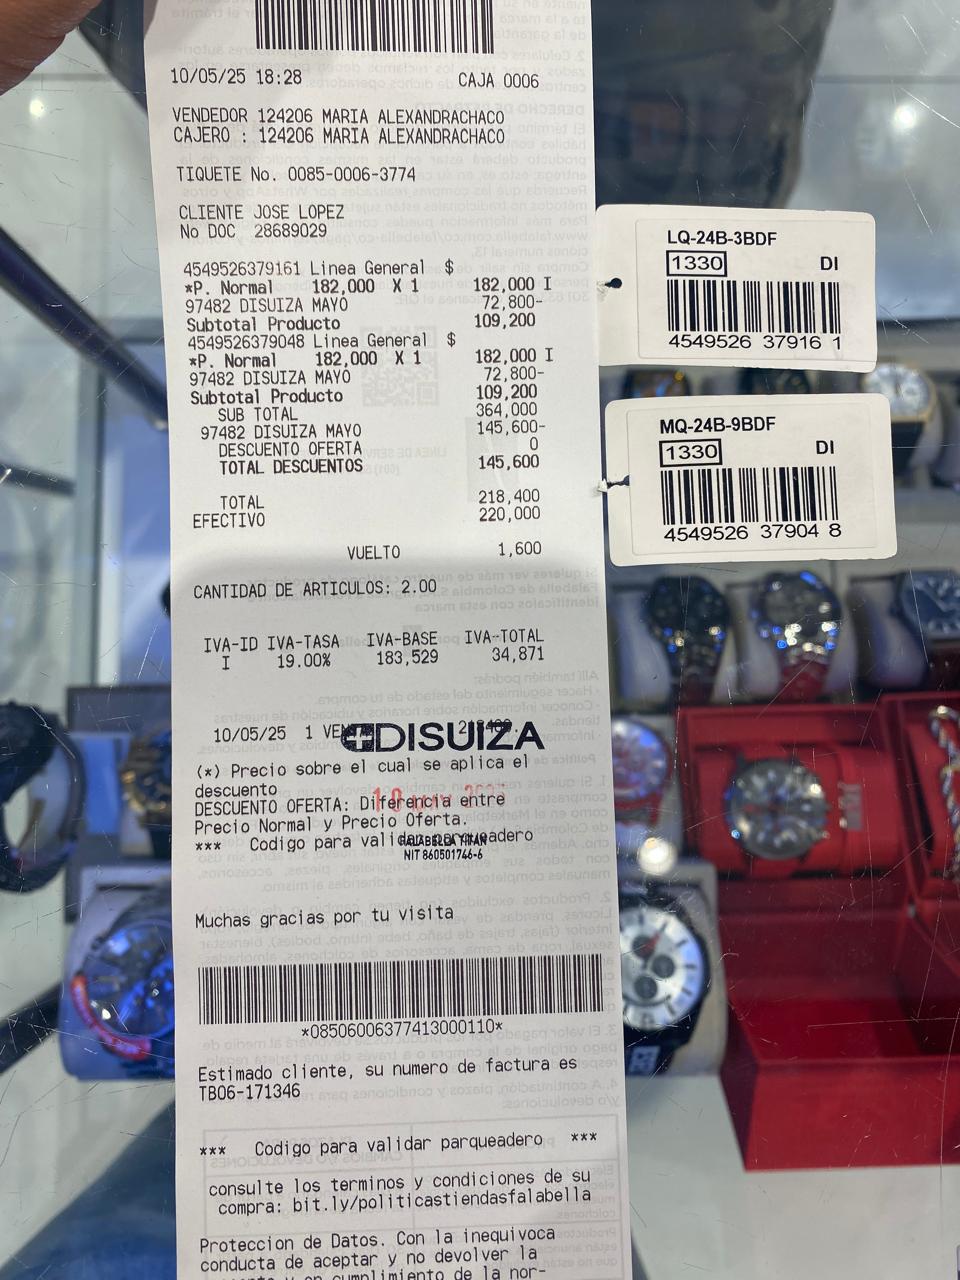 10/05/25 18:28 CAJA 0006
VENDEDOR 124206 MARIA ALEXANDRACHACO
CAJERO : 124206 MARIA ALEXANDRACHACO
TIQUETE No. 0085-0006-3774
CLIENTE JOSE LOPEZ
No DOC 28689029
4549526379161 Linea General $
*P. Normal 182,000 X 1 182,000 I
97482 DISUIZA MAYO 72,800-
Subtotal Producto 109,200
4549526379048 Linea General $
*P. Normal 182,000 X 1 182,000 I
97482 DISUIZA MAYO 72,800-
Subtotal Producto 109,200
SUB TOTAL 364,000
97482 DISUIZA MAYO 145,600-
DESCUENTO OFERTA 0
TOTAL DESCUENTOS 145,600
TOTAL 218,400
EFECTIVO 220,000
VUELTO 1,600
CANTIDAD DE ARTICULOS: 2.00
IVA-ID IVA-TASA IVA-BASE IVA-TOTAL
I 19.00% 183,529 34,871
10/05/25 1
DISUIZA
(*) Precio sobre el cual se aplica el
descuento
DESCUENTO OFERTA: Diferencia entre
Precio Normal y Precio Oferta.
*** Codigo para validar parqueadero
NIT 860501746-6
Muchas gracias por tu visita
*08506006377413000110*
Estimado cliente, su numero de factura es
TB06-171346
*** Codigo para validar parqueadero ***
consulte los terminos y condiciones de su
compra: bit.ly/politicastiendasfalabella
Proteccion de Datos. Con la inequivoca
conducta de aceptar y no devolver la
en cumplimiento de la nor-
LQ-24B-3BDF
1330 DI
4549526 37916 1
MQ-24B-9BDF
1330 DI
4549526 37904 8